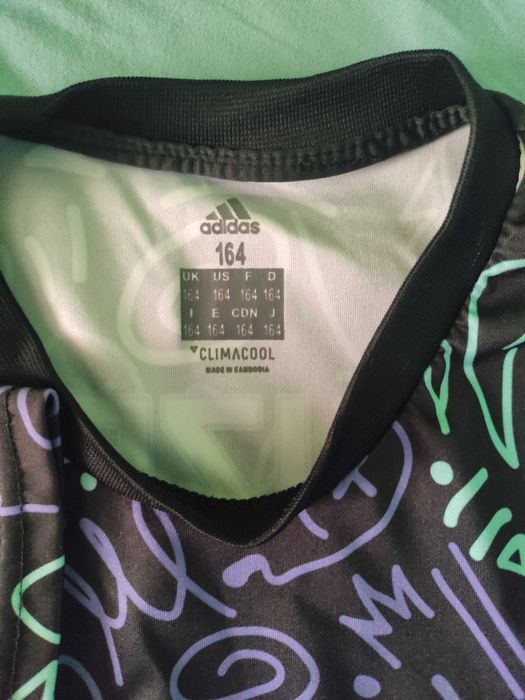 adidas
164
UK US F D
164 164 164 164
I E CDN J
164 164 164 164
CLIMACOOL
MADE IN CAMBODIA